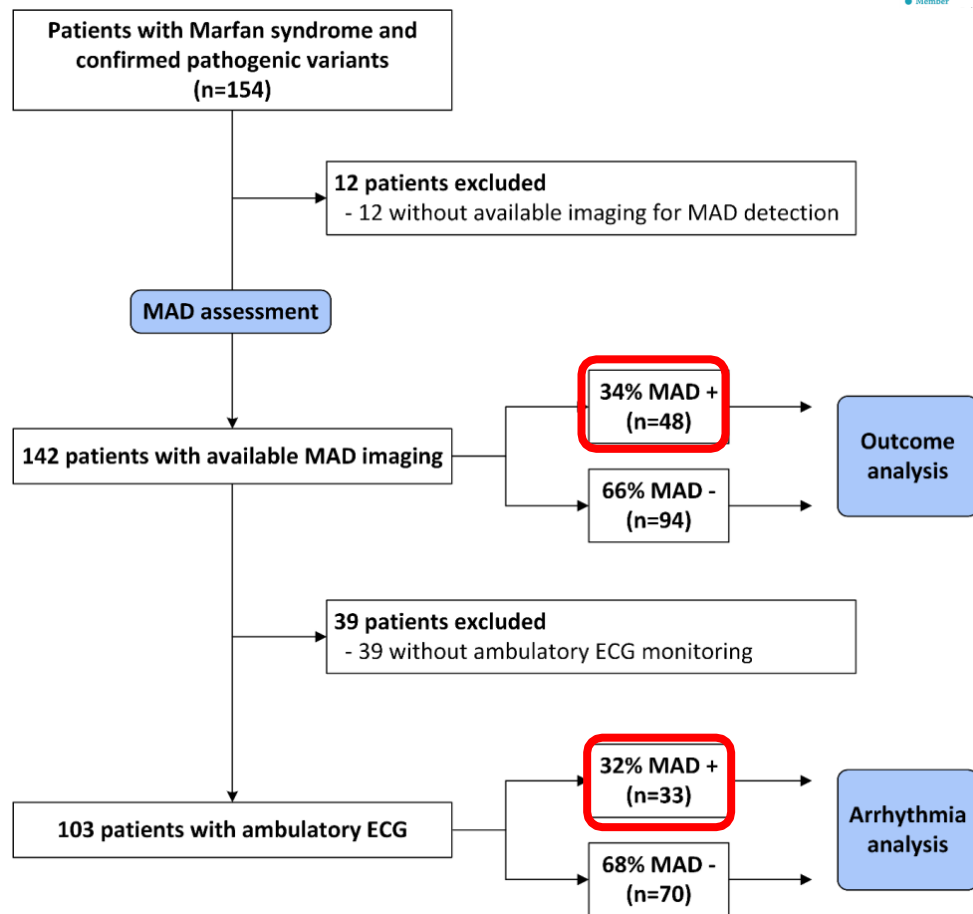 Member
Patients with Marfan syndrome and
confirmed pathogenic variants
(n=154)
12 patients excluded
- 12 without available imaging for MAD detection
MAD assessment
34% MAD +
(n=48)
142 patients with available MAD imaging
Outcome
analysis
66% MAD -
(n=94)
39 patients excluded
- 39 without ambulatory ECG monitoring
32% MAD +
(n=33)
103 patients with ambulatory ECG
Arrhythmia
analysis
68% MAD -
(n=70)